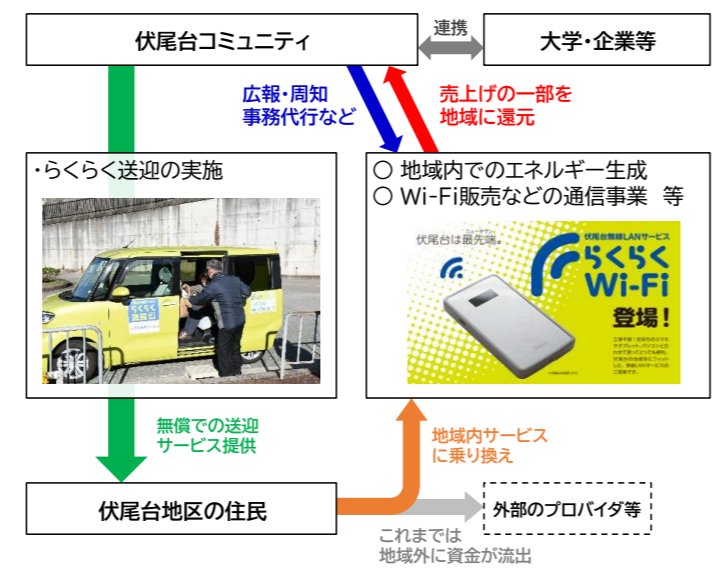 伏尾台コミュニティ
連携
大学・企業等
広報・周知
事務代行など
売上げの一部を
地域に還元
・らくらく送迎の実施
らくらく
送迎
〇 地域内でのエネルギー生成
〇 Wi-Fi販売などの通信事業 等
伏尾台は最先端。
伏尾台無線LANサービス
らくらく
Wi-Fi
登場！
無償での送迎
サービス提供
地域内サービス
に乗り換え
伏尾台地区の住民
外部のプロバイダ等
これまでは
地域外に資金が流出